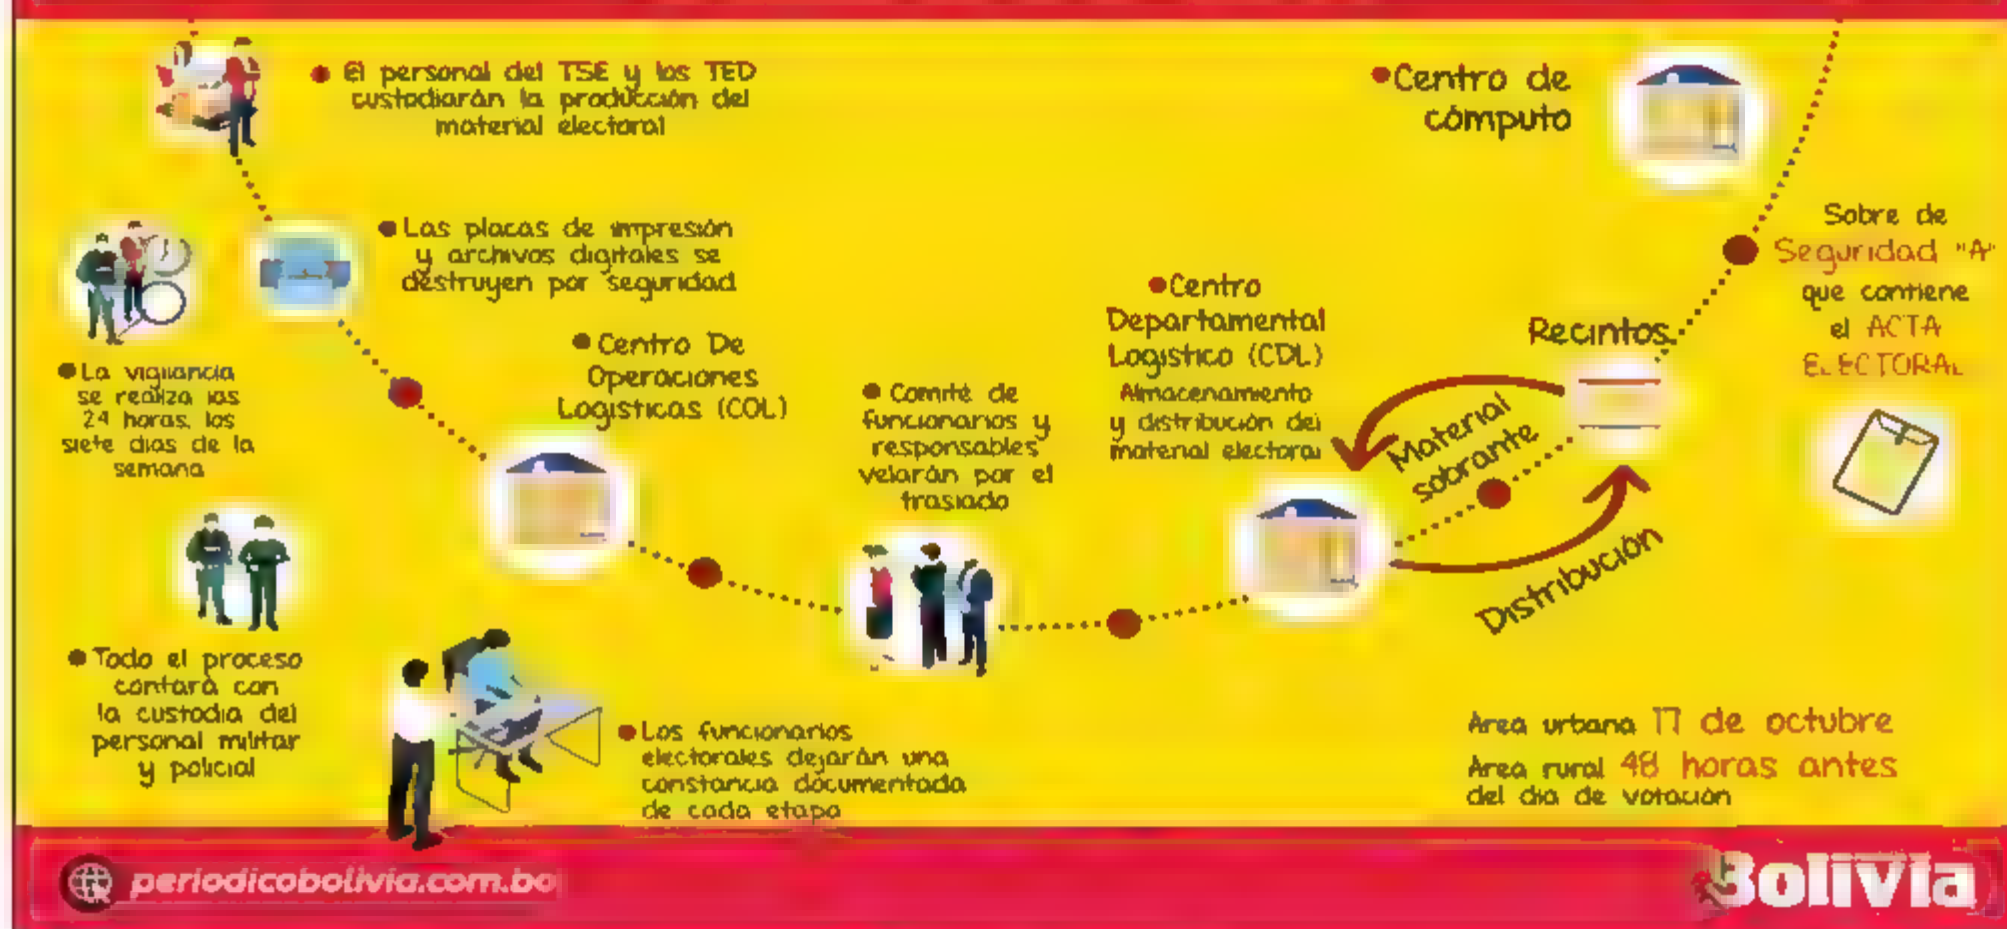 El personal del TSE y los TED
custodiarán la producción del
material electoral
Las placas de impresión
y archivos digitales se
destruyen por seguridad
La vigilancia
se realiza las
24 horas, los
siete días de la
semana
Centro De
Operaciones
Logísticas (COL)
Todo el proceso
contará con
la custodia del
personal militar
y policial
Los funcionarios
electorales dejarán una
constancia documentada
de cada etapa
Comité de
funcionarios y
responsables
velarán por el
traslado
Centro
Departamental
Logístico (CDL)
Almacenamiento
y distribución del
material electoral
Material
sobrante
Distribución
Recintos
Centro de
cómputo
Sobre de
Seguridad "A"
que contiene
el ACTA
ELECTORAL
Area urbana 17 de octubre
Area rural 48 horas antes
del día de votación
periodicobolivia.com.bo
Bolivia